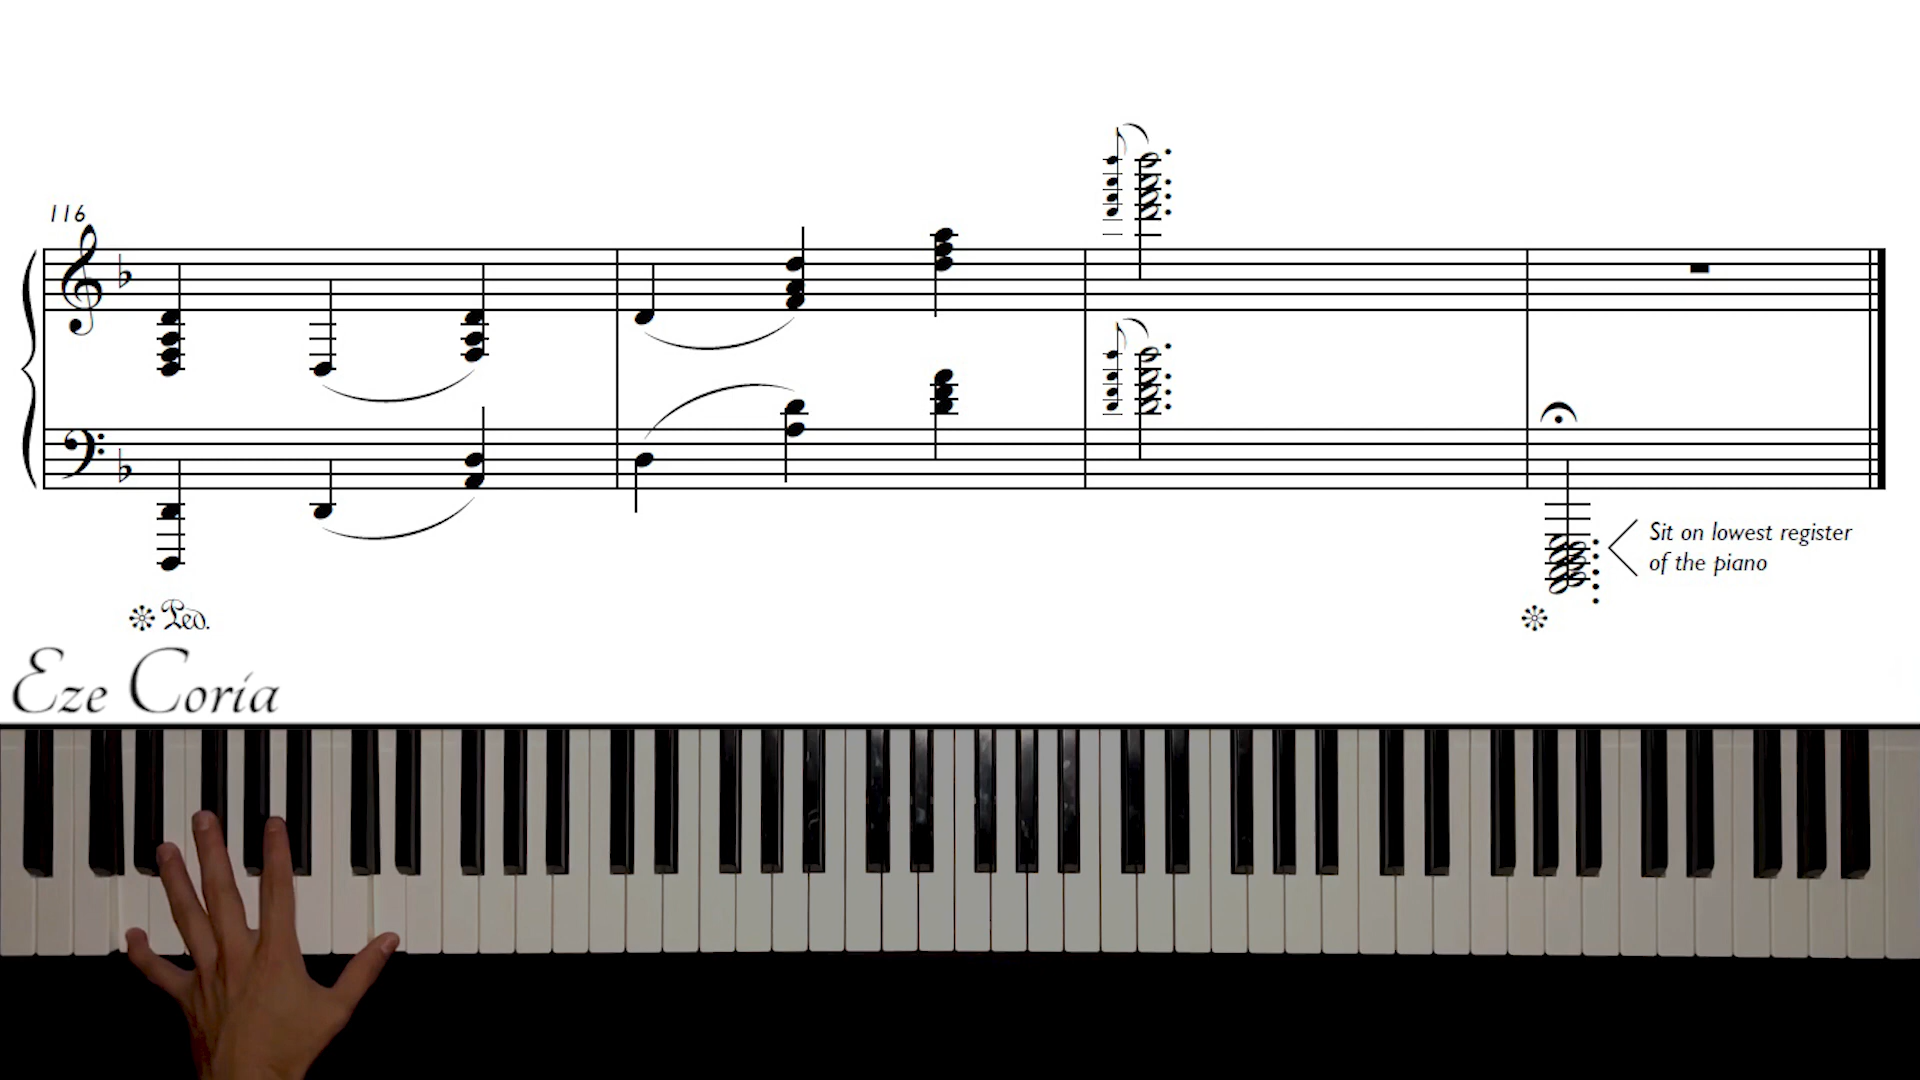 116
Sit on lowest register
of the piano
Ped.
Eze Coria